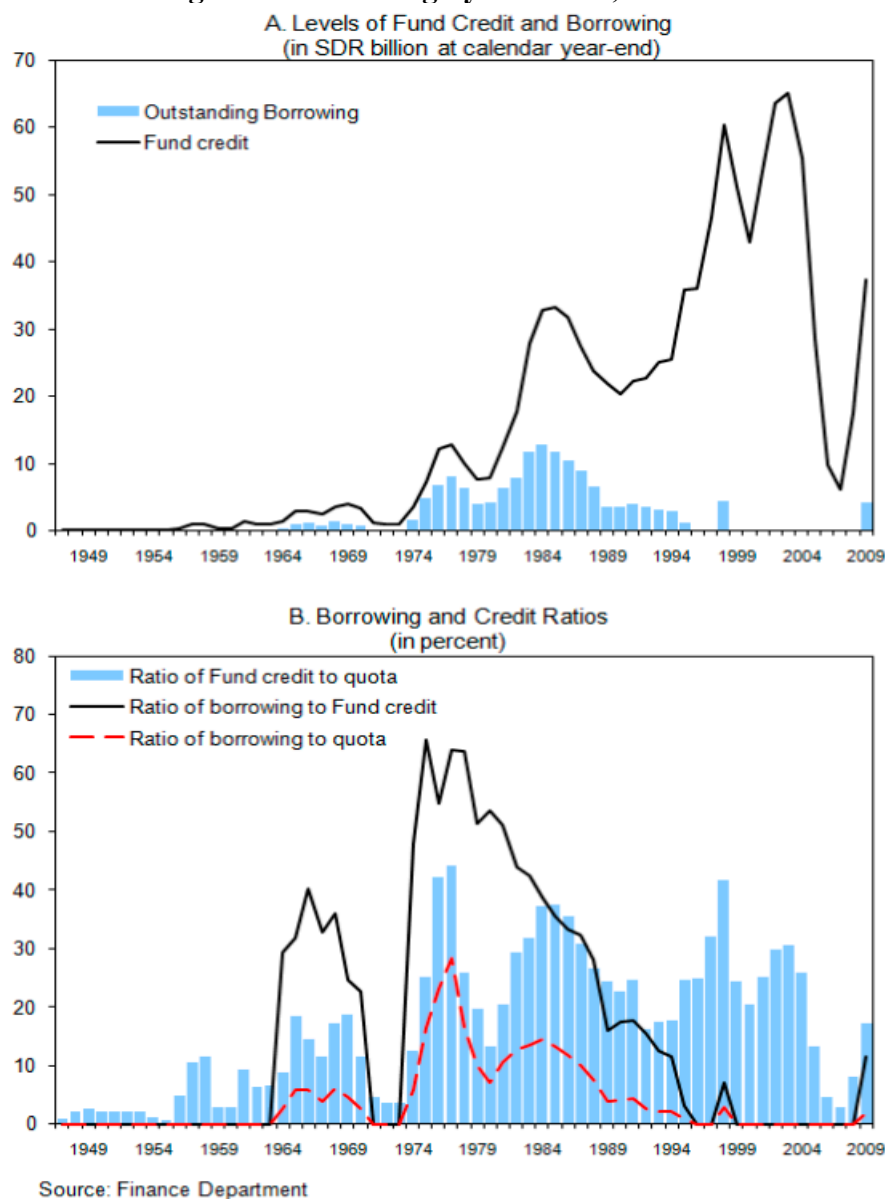 A. Levels of Fund Credit and Borrowing
(in SDR billion at calendar year-end)
70
60
50
40
30
20
10
0
Outstanding Borrowing
Fund credit
1949 1954 1959 1964 1969 1974 1979 1984 1989 1994 1999 2004 2009
B. Borrowing and Credit Ratios
(in percent)
80
70
60
50
40
30
20
10
0
Ratio of Fund credit to quota
Ratio of borrowing to Fund credit
Ratio of borrowing to quota
1949 1954 1959 1964 1969 1974 1979 1984 1989 1994 1999 2004 2009
Source: Finance Department